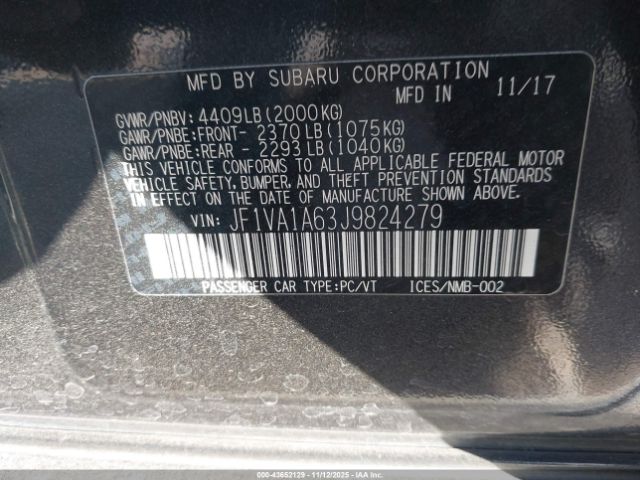 MFD BY SUBARU CORPORATION
MFD IN 11/17
GVWR/PNBV: 4409LB(2000KG)
GAWR/PNBE:FRONT- 2370LB(1075KG)
GAWR/PNBE:REAR - 2293LB(1040KG)
THIS VEHICLE CONFORMS TO ALL APPLICABLE FEDERAL MOTOR
VEHICLE SAFETY, BUMPER, AND THEFT PREVENTION STANDARDS
IN EFFECT ON THE DATE OF MANUFACTURE SHOWN ABOVE.
VIN: JF1VA1A63J9824279
PASSENGER CAR TYPE:PC/VT ICES/NMB-002
000-43652129 - 11/12/2025 - IAAI.com